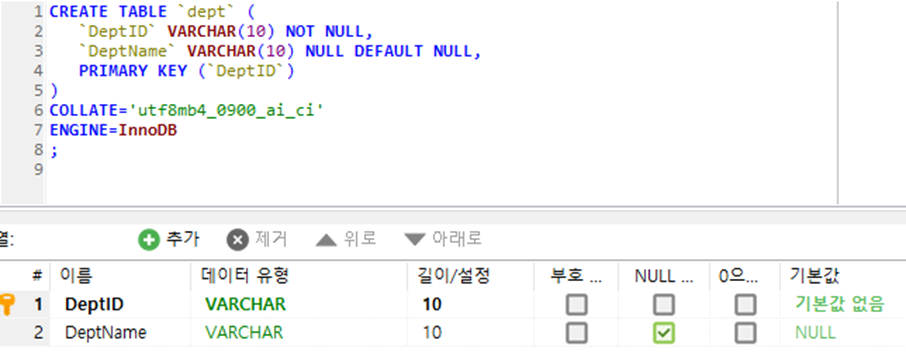 1 CREATE TABLE `dept` (
2 `DeptID` VARCHAR(10) NOT NULL,
3 `DeptName` VARCHAR(10) NULL DEFAULT NULL,
4 PRIMARY KEY (`DeptID`)
5 )
6 COLLATE='utf8mb4_0900_ai_ci'
7 ENGINE=InnoDB
8 ;
9
열: 추가 제거 위로 아래로
# 이름 데이터 유형 길이/설정 부호 ... NULL ... 0으... 기본값
1 DeptID VARCHAR 10 기본값 없음
2 DeptName VARCHAR 10 NULL